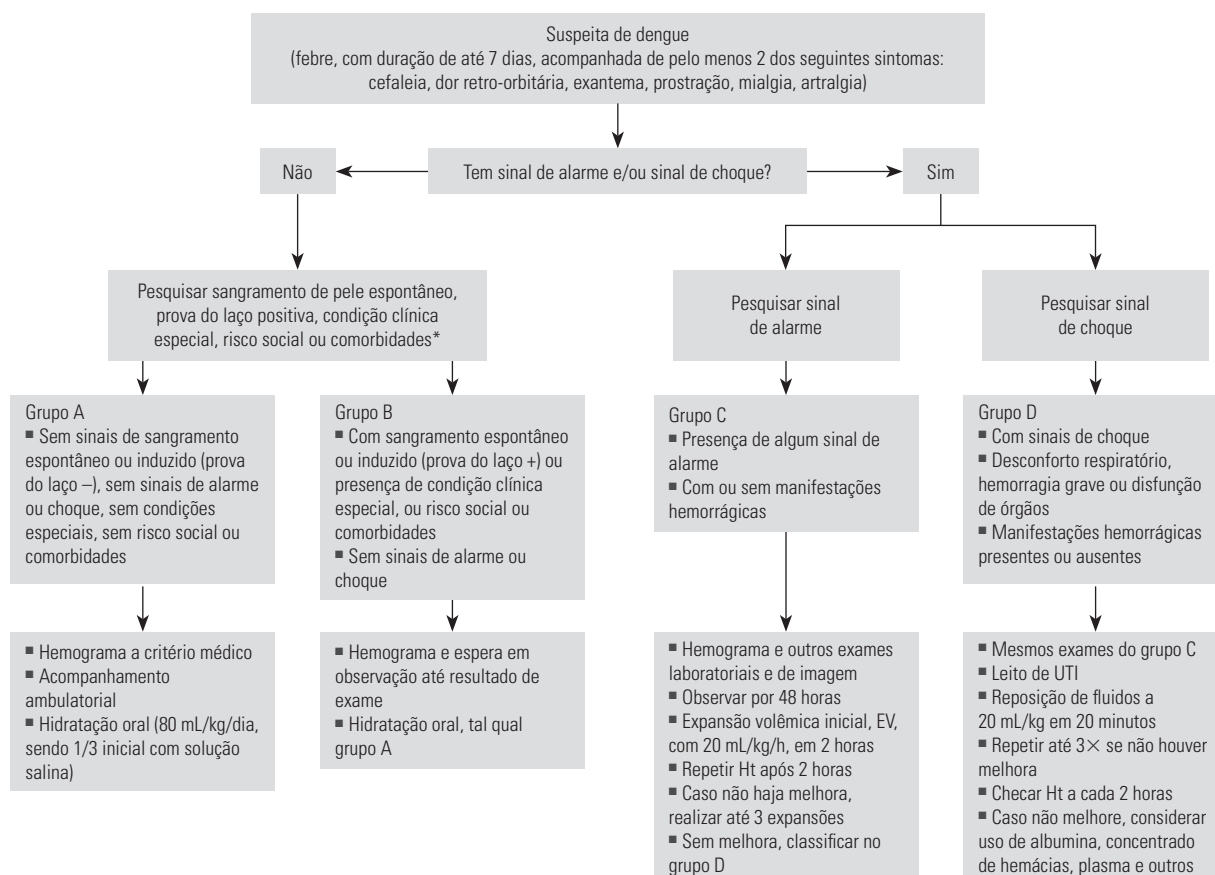 Suspeita de dengue
(febre, com duração de até 7 dias, acompanhada de pelo menos 2 dos seguintes sintomas:
cefaleia, dor retro-orbitária, exantema, prostração, mialgia, artralgia)
Não
Tem sinal de alarme e/ou sinal de choque?
Sim
Pesquisar sangramento de pele espontâneo,
prova do laço positiva, condição clínica
especial, risco social ou comorbidades*
Pesquisar sinal
de alarme
Pesquisar sinal
de choque
Grupo A
▪ Sem sinais de sangramento
espontâneo ou induzido (prova
do laço –), sem sinais de alarme
ou choque, sem condições
especiais, sem risco social ou
comorbidades
Grupo B
▪ Com sangramento espontâneo
ou induzido (prova do laço +) ou
presença de condição clínica
especial, ou risco social ou
comorbidades
▪ Sem sinais de alarme ou
choque
Grupo C
▪ Presença de algum sinal de
alarme
▪ Com ou sem manifestações
hemorrágicas
Grupo D
▪ Com sinais de choque
▪ Desconforto respiratório,
hemorragia grave ou disfunção
de órgãos
▪ Manifestações hemorrágicas
presentes ou ausentes
▪ Hemograma a critério médico
▪ Acompanhamento
ambulatorial
▪ Hidratação oral (80 mL/kg/dia,
sendo 1/3 inicial com solução
salina)
▪ Hemograma e espera em
observação até resultado de
exame
▪ Hidratação oral, tal qual
grupo A
▪ Hemograma e outros exames
laboratoriais e de imagem
▪ Observar por 48 horas
▪ Expansão volêmica inicial, EV,
com 20 mL/kg/h, em 2 horas
▪ Repetir Ht após 2 horas
▪ Caso não haja melhora,
realizar até 3 expansões
▪ Sem melhora, classificar no
grupo D
▪ Mesmos exames do grupo C
▪ Leito de UTI
▪ Reposição de fluidos a
20 mL/kg em 20 minutos
▪ Repetir até 3× se não houver
melhora
▪ Checar Ht a cada 2 horas
▪ Caso não melhore, considerar
uso de albumina, concentrado
de hemácias, plasma e outros